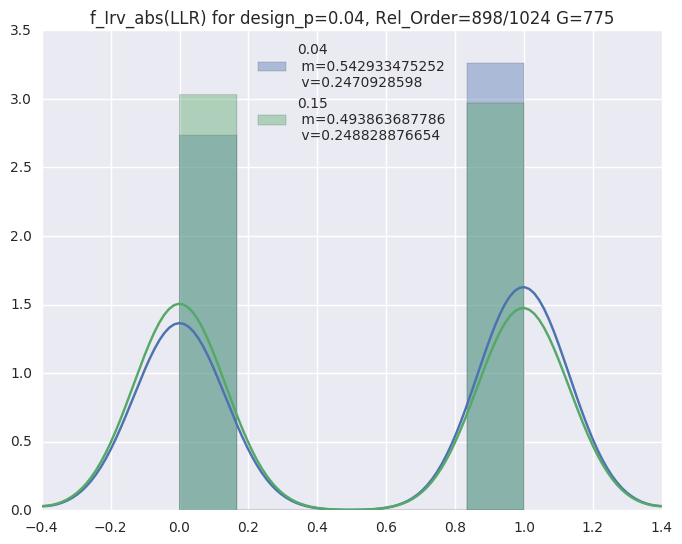 f_Irv_abs(LLR) for design_p=0.04, Rel_Order=898/1024 G=775
3.5
3.0
2.5
2.0
1.5
1.0
0.5
0.0
0.04
m=0.542933475252
v=0.2470928598
0.15
m=0.493863687786
v=0.248828876654
−0.4 −0.2 0.0 0.2 0.4 0.6 0.8 1.0 1.2 1.4